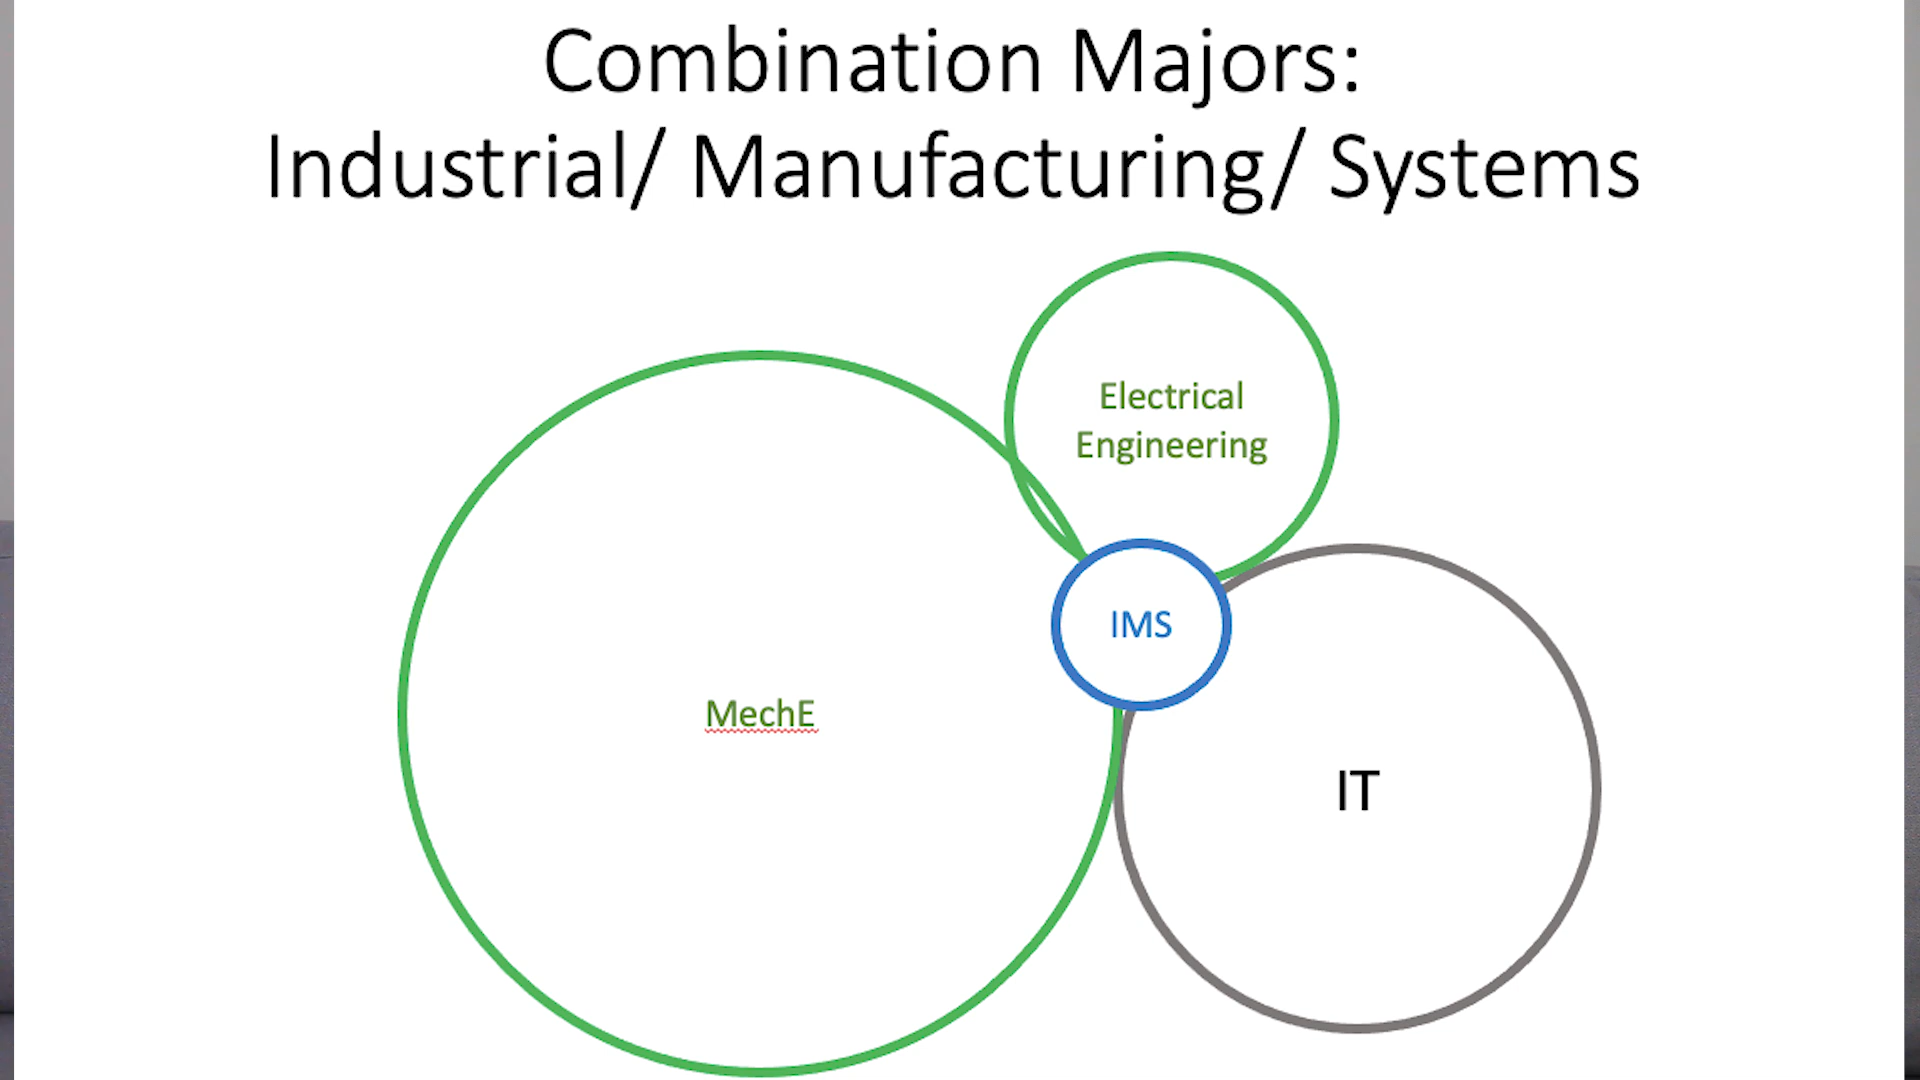 Combination Majors:
Industrial/ Manufacturing/ Systems
Electrical
Engineering
IMS
MechE
IT